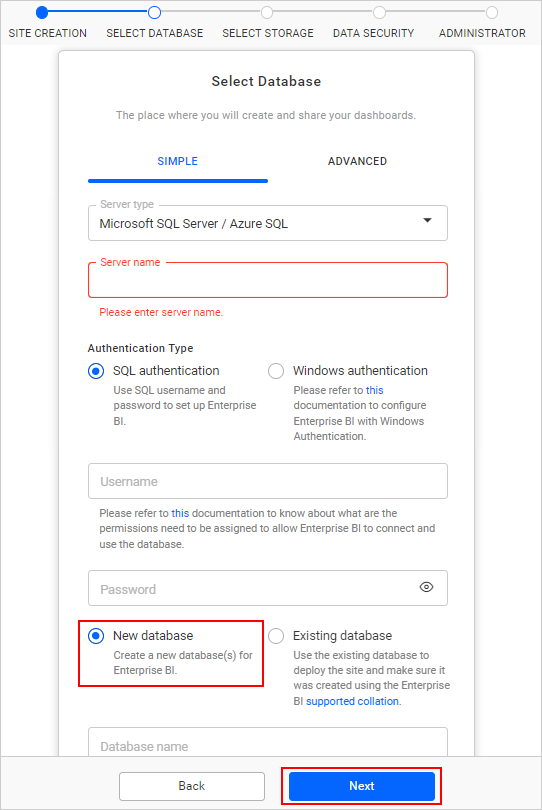 SITE CREATION SELECT DATABASE SELECT STORAGE DATA SECURITY ADMINISTRATOR
Select Database
The place where you will create and share your dashboards.
SIMPLE ADVANCED
Server type
Microsoft SQL Server / Azure SQL
Server name
Please enter server name.
Authentication Type
SQL authentication
Use SQL username and
password to set up Enterprise
BI.
Windows authentication
Please refer to this
documentation to configure
Enterprise BI with Windows
Authentication.
Username
Please refer to this documentation to know about what are the
permissions need to be assigned to allow Enterprise BI to connect and
use the database.
Password
New database
Create a new database(s) for
Enterprise BI.
Existing database
Use the existing database to
deploy the site and make sure it
was created using the Enterprise
BI supported collation.
Database name
Back Next